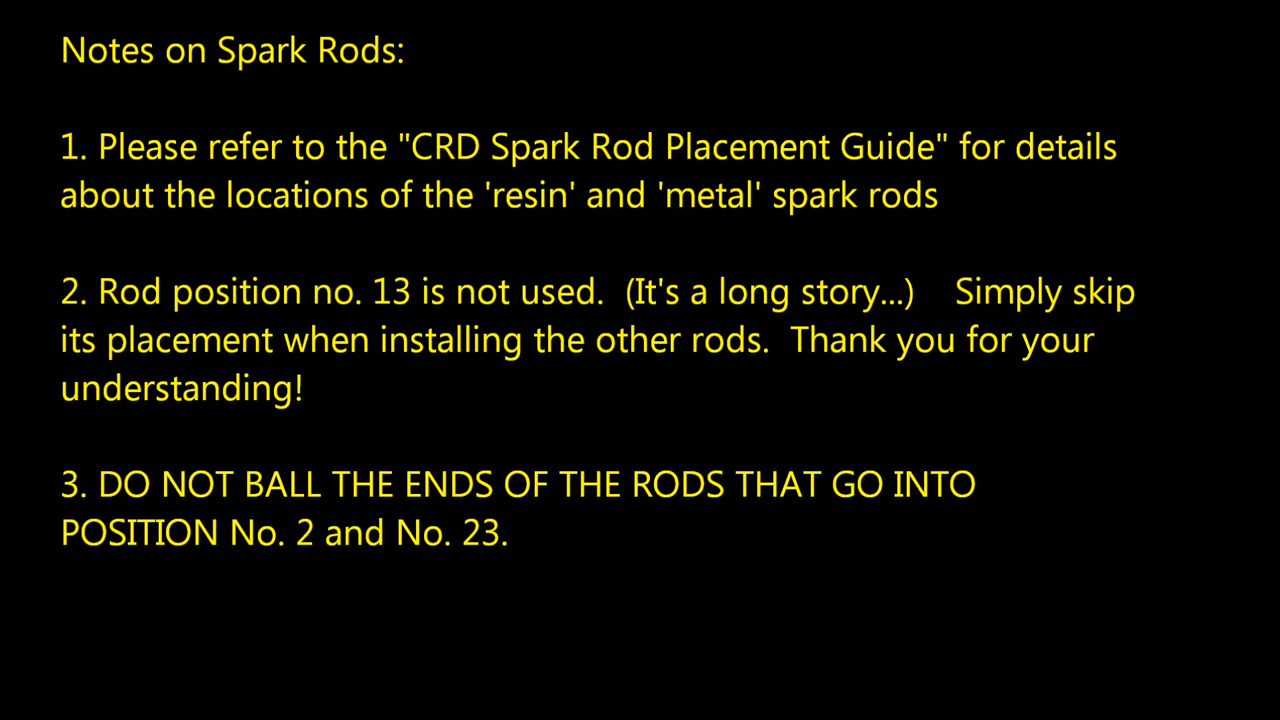 Notes on Spark Rods:
1. Please refer to the "CRD Spark Rod Placement Guide" for details
about the locations of the 'resin' and 'metal' spark rods
2. Rod position no. 13 is not used.  (It's a long story...)    Simply skip
its placement when installing the other rods.  Thank you for your
understanding!
3. DO NOT BALL THE ENDS OF THE RODS THAT GO INTO
POSITION No. 2 and No. 23.